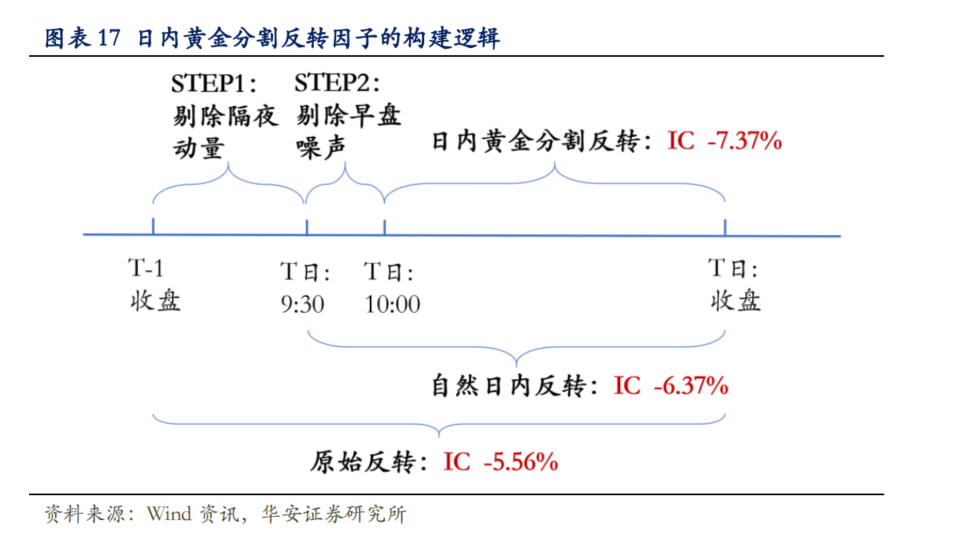 图表 17 日内黄金分割反转因子的构建逻辑
STEP1:
剔除隔夜
动量
STEP2:
剔除早盘
噪声
日内黄金分割反转：IC -7.37%
T-1
收盘
T日:
9:30
T日:
10:00
T日:
收盘
自然日内反转：IC -6.37%
原始反转：IC -5.56%
资料来源：Wind 资讯，华安证券研究所